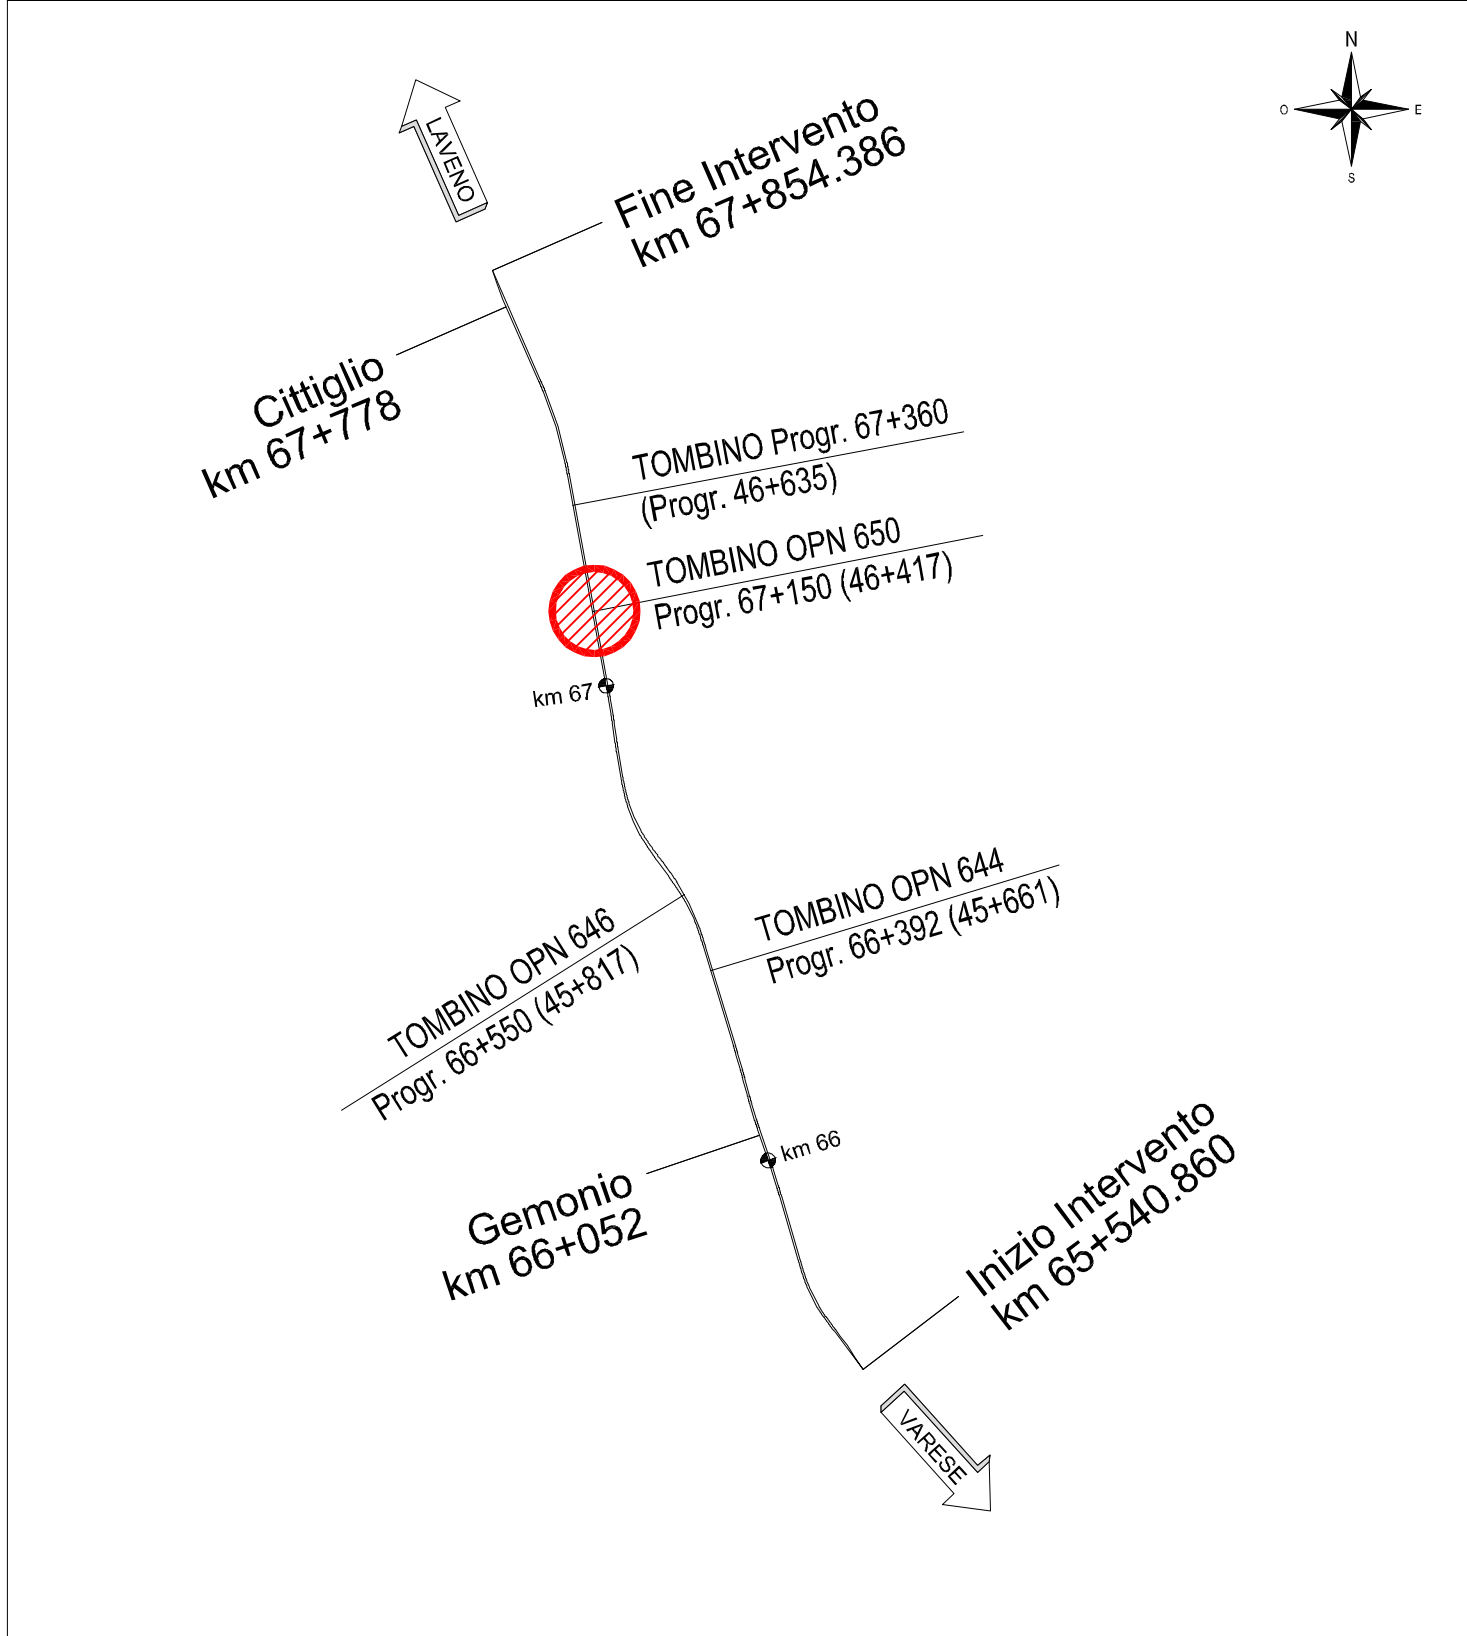 N
O
E
S
LAVENO
Fine Intervento
km 67+854.386
Cittiglio
km 67+778
TOMBINO Progr. 67+360
(Progr. 46+635)
TOMBINO OPN 650
Progr. 67+150 (46+417)
km 67
TOMBINO OPN 644
Progr. 66+392 (45+661)
TOMBINO OPN 646
Progr. 66+550 (45+817)
km 66
Gemonio
km 66+052
Inizio Intervento
km 65+540.860
VARESE